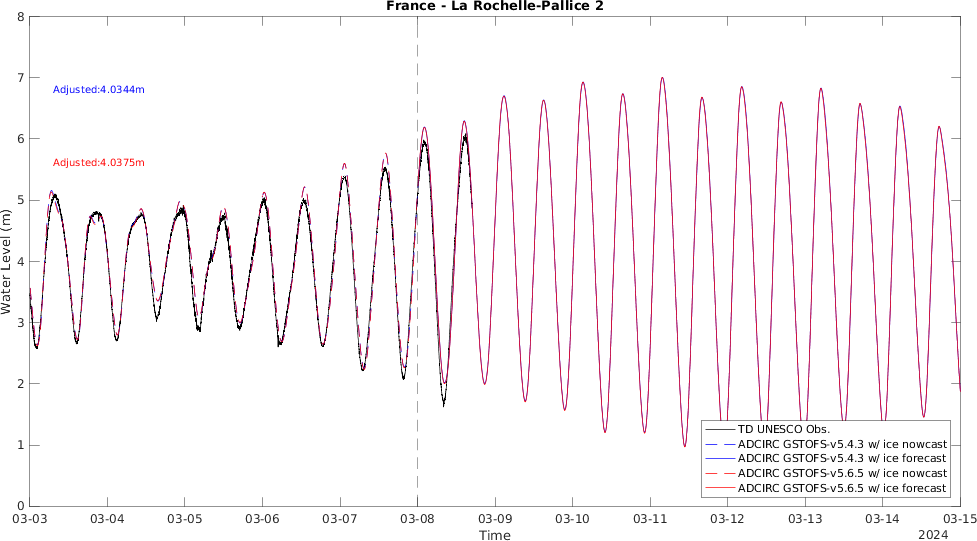 France - La Rochelle-Pallice 2
8
7
6
5
4
3
2
1
0
Water Level (m)
Adjusted:4.0344m
Adjusted:4.0375m
TD UNESCO Obs.
ADCIRC GSTOFS-v5.4.3 w/ ice nowcast
ADCIRC GSTOFS-v5.4.3 w/ ice forecast
ADCIRC GSTOFS-v5.6.5 w/ ice nowcast
ADCIRC GSTOFS-v5.6.5 w/ ice forecast
03-03 03-04 03-05 03-06 03-07 03-08 03-09 03-10 03-11 03-12 03-13 03-14 03-15
Time
2024